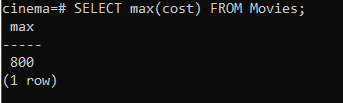 cinema=# SELECT max(cost) FROM Movies;
 max
-----
 800
(1 row)